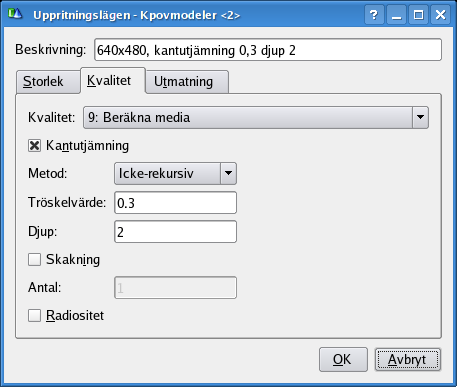 Uppritningslägen - Kpovmodeler <2>
Beskrivning: 640x480, kantutjämning 0,3 djup 2
Storlek Kvalitet Utmatning
Kvalitet: 9: Beräkna media
Kantutjämning
Metod: Icke-rekursiv
Tröskelvärde: 0.3
Djup: 2
Skakning
Antal: 1
Radiositet
OK Avbryt